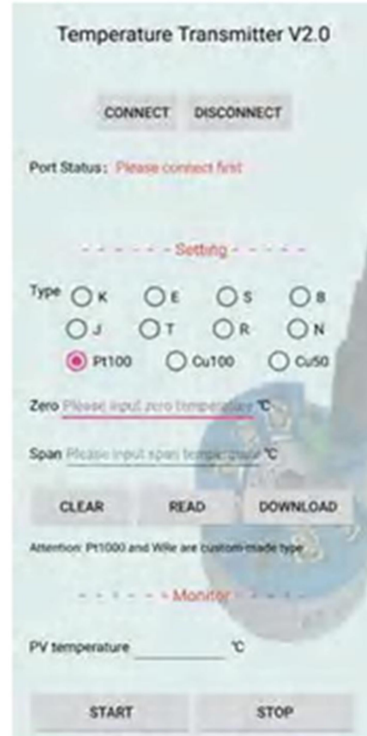 Temperature Transmitter V2.0
CONNECT DISCONNECT
Port Status: Please connect first
- - - - - - Setting - - - - -
Type K E S B
J T R N
Pt100 Cu100 Cu50
Zero Please input zero temperature ℃
Span Please input span temperature ℃
CLEAR READ DOWNLOAD
Attention: Pt1000 and WRe are custom-made type
- - - - - - Monitor - - - - -
PV temperature ℃
START STOP